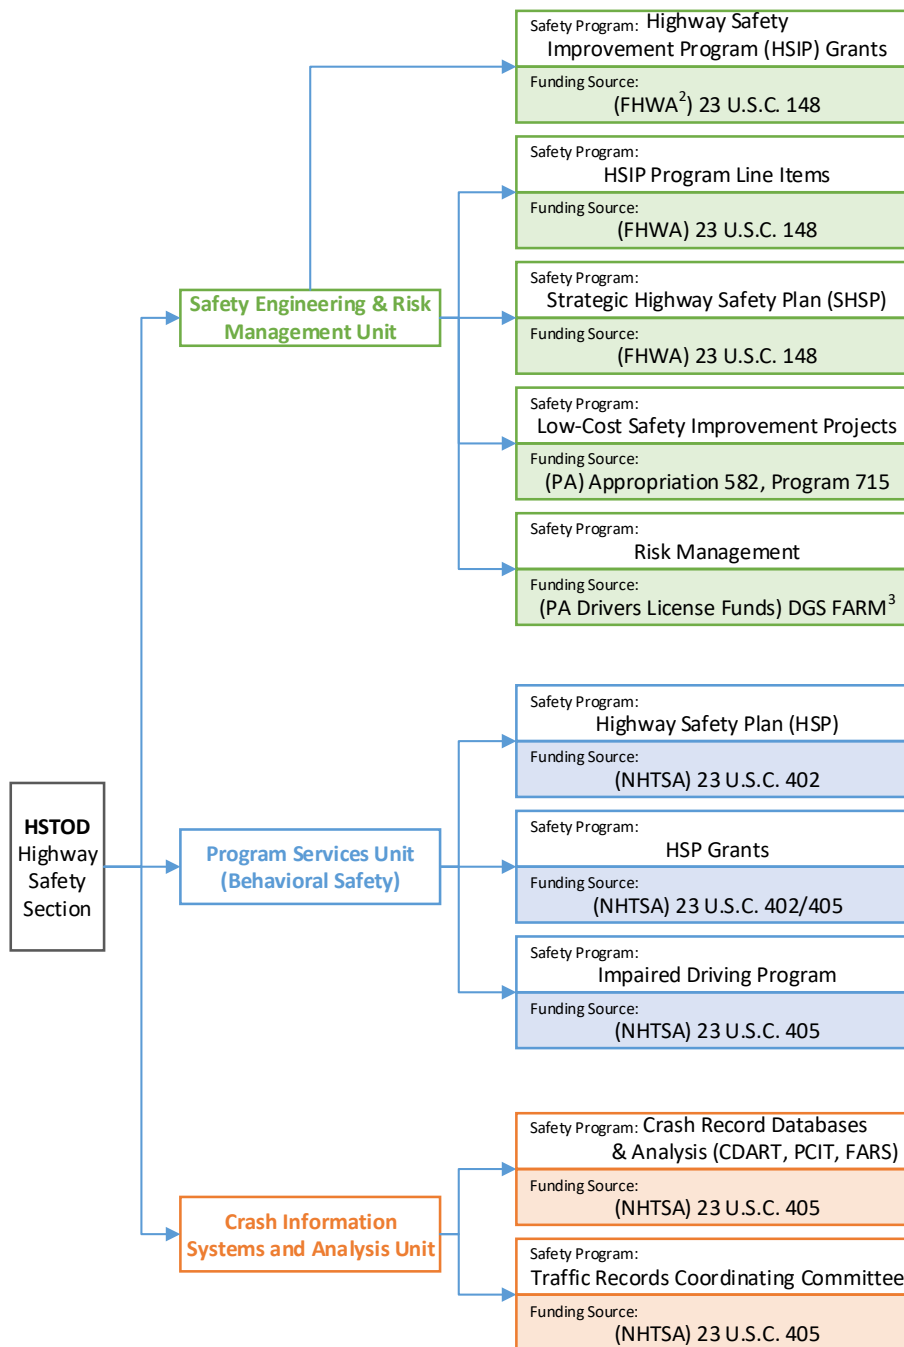 Safety Program: Highway Safety
Improvement Program (HSIP) Grants
Funding Source:
(FHWA²) 23 U.S.C. 148
Safety Program:
HSIP Program Line Items
Funding Source:
(FHWA) 23 U.S.C. 148
Safety Engineering & Risk
Management Unit
Safety Program:
Strategic Highway Safety Plan (SHSP)
Funding Source:
(FHWA) 23 U.S.C. 148
Safety Program:
Low-Cost Safety Improvement Projects
Funding Source:
(PA) Appropriation 582, Program 715
Safety Program:
Risk Management
Funding Source:
(PA Drivers License Funds) DGS FARM³
HSTOD
Highway
Safety
Section
Program Services Unit
(Behavioral Safety)
Safety Program:
Highway Safety Plan (HSP)
Funding Source:
(NHTSA) 23 U.S.C. 402
Safety Program:
HSP Grants
Funding Source:
(NHTSA) 23 U.S.C. 402/405
Safety Program:
Impaired Driving Program
Funding Source:
(NHTSA) 23 U.S.C. 405
Crash Information
Systems and Analysis Unit
Safety Program: Crash Record Databases
& Analysis (CDART, PCIT, FARS)
Funding Source:
(NHTSA) 23 U.S.C. 405
Safety Program:
Traffic Records Coordinating Committee
Funding Source:
(NHTSA) 23 U.S.C. 405